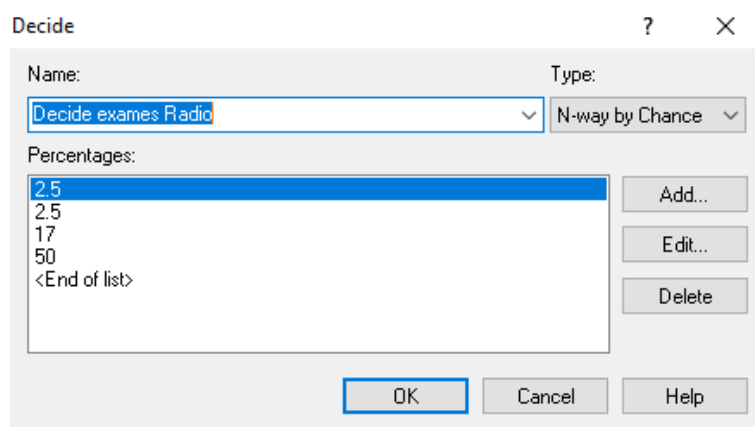 Decide ?
Name: Type:
Decide exames Radio N-way by Chance
Percentages:
2.5 Add...
2.5
17 Edit...
50
<End of list> Delete
OK Cancel Help